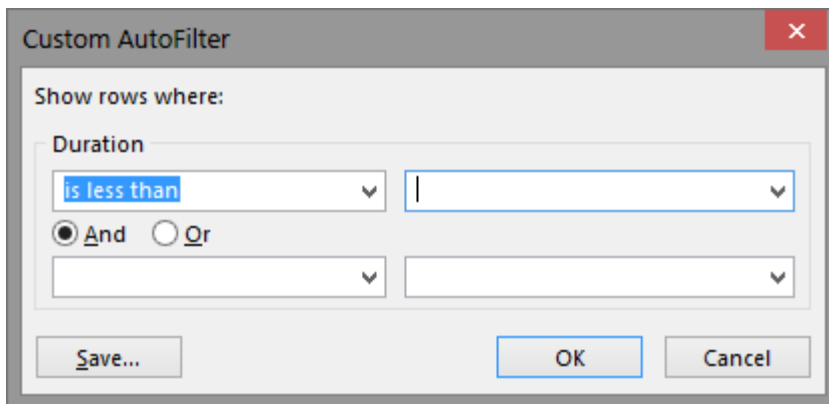 Custom AutoFilter
Show rows where:
Duration
is less than
And Or
Save... OK Cancel